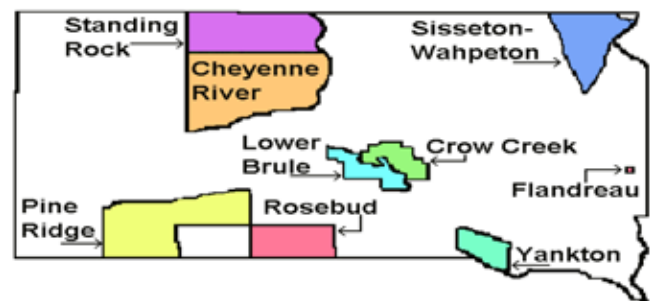 Standing
Rock
Sisseton-
Wahpeton
Cheyenne
River
Lower
Brule
Crow Creek
Flandreau
Pine
Ridge
Rosebud
Yankton